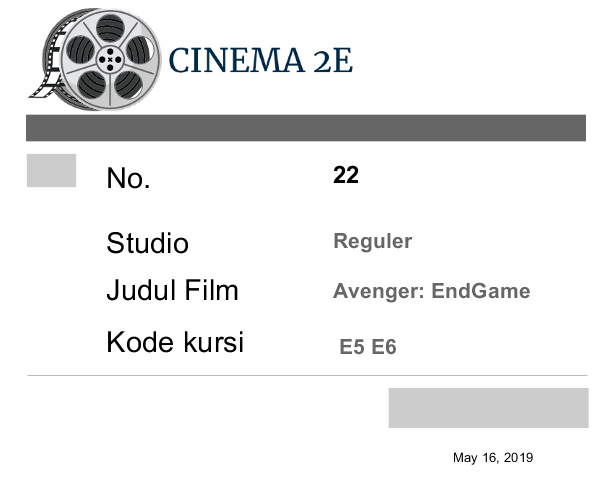 CINEMA 2E
No. 22
Studio Reguler
Judul Film Avenger: EndGame
Kode kursi E5 E6
May 16, 2019